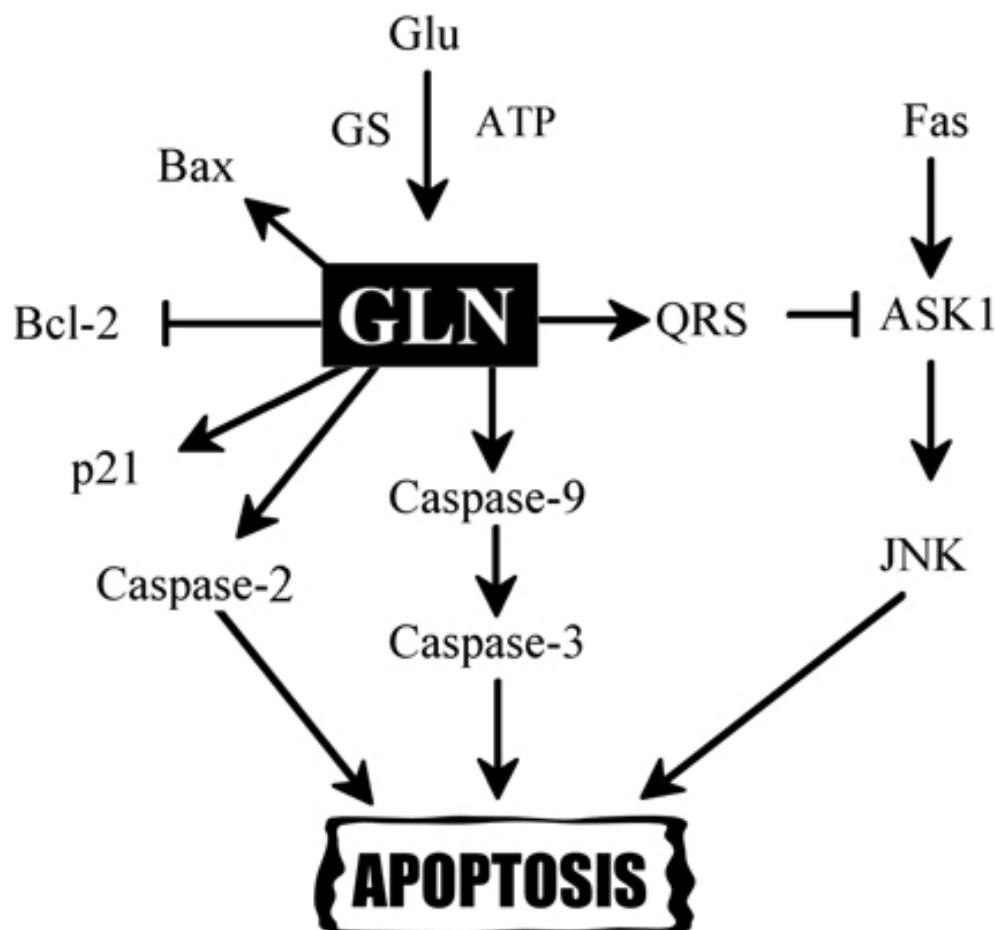 Glu
GS ATP
Fas
Bax
GLN
Bcl-2
QRS
ASK1
p21
Caspase-9
JNK
Caspase-2
Caspase-3
APOPTOSIS